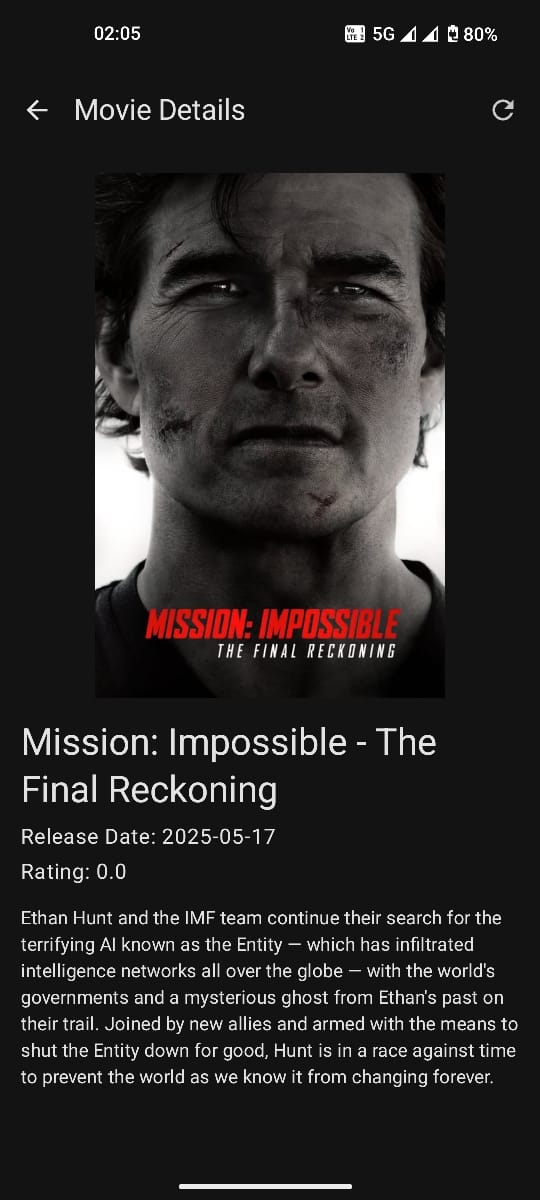 02:05
Vo 1
LTE 2
5G
80%
Movie Details
MISSION: IMPOSSIBLE
THE FINAL RECKONING
Mission: Impossible - The
Final Reckoning
Release Date: 2025-05-17
Rating: 0.0
Ethan Hunt and the IMF team continue their search for the
terrifying AI known as the Entity — which has infiltrated
intelligence networks all over the globe — with the world's
governments and a mysterious ghost from Ethan's past on
their trail. Joined by new allies and armed with the means to
shut the Entity down for good, Hunt is in a race against time
to prevent the world as we know it from changing forever.